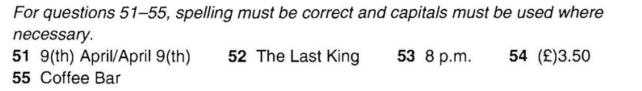 For questions 51–55, spelling must be correct and capitals must be used where
necessary.
51 9(th) April/April 9(th) 52 The Last King 53 8 p.m. 54 (£)3.50
55 Coffee Bar